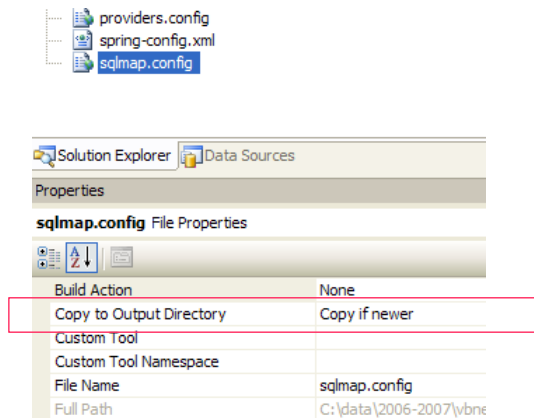 providers.config
spring-config.xml
sqlmap.config
Solution Explorer Data Sources
Properties
sqlmap.config File Properties
Build Action None
Copy to Output Directory Copy if newer
Custom Tool
Custom Tool Namespace
File Name sqlmap.config
Full Path C:\data\2006-2007\vbne